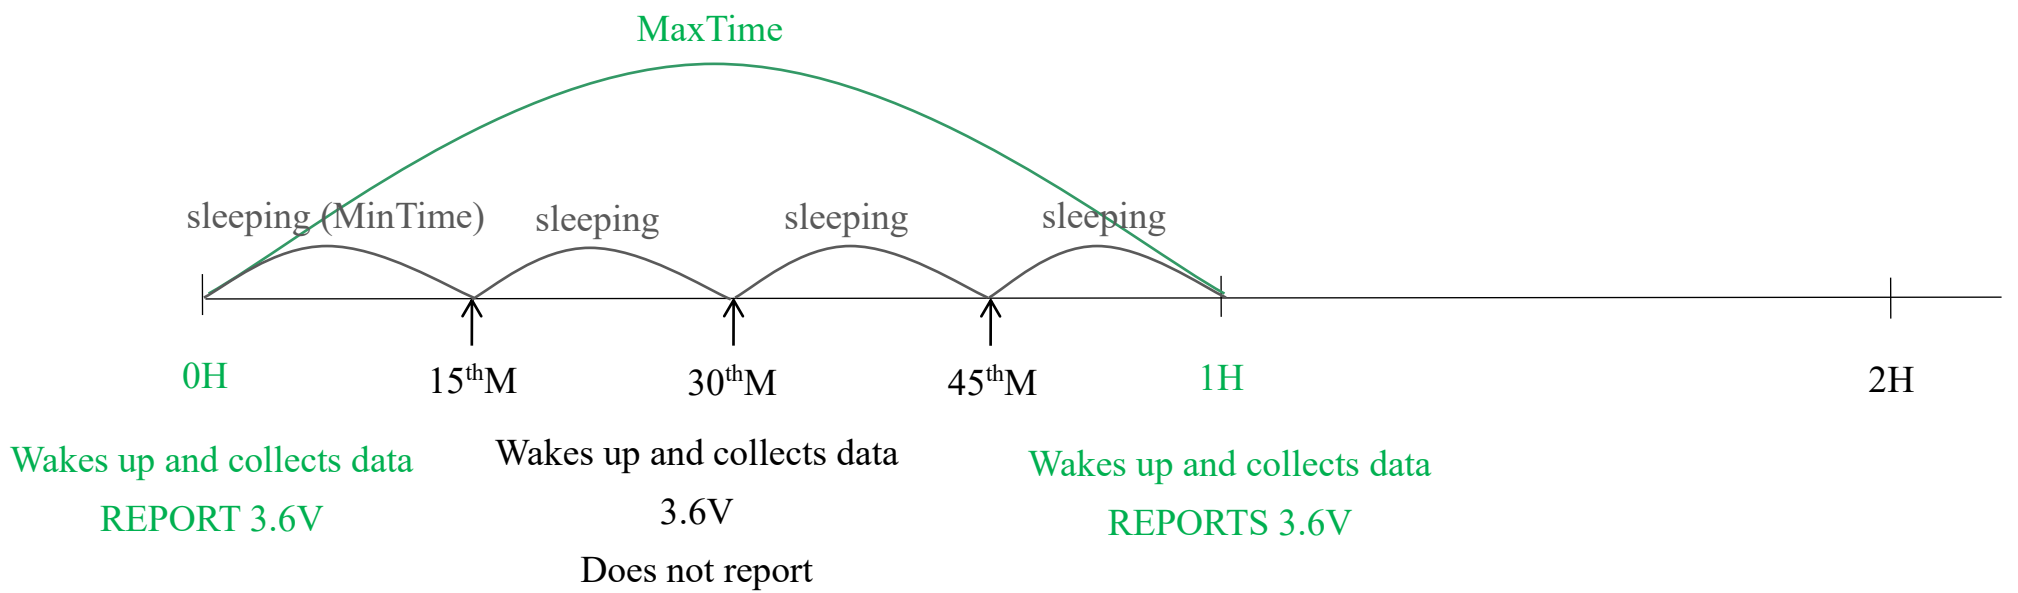 MaxTime
sleeping (MinTime)
sleeping
sleeping
sleeping
0H
15thM
30thM
45thM
1H
2H
Wakes up and collects data
REPORT 3.6V
Wakes up and collects data
3.6V
Does not report
Wakes up and collects data
REPORTS 3.6V